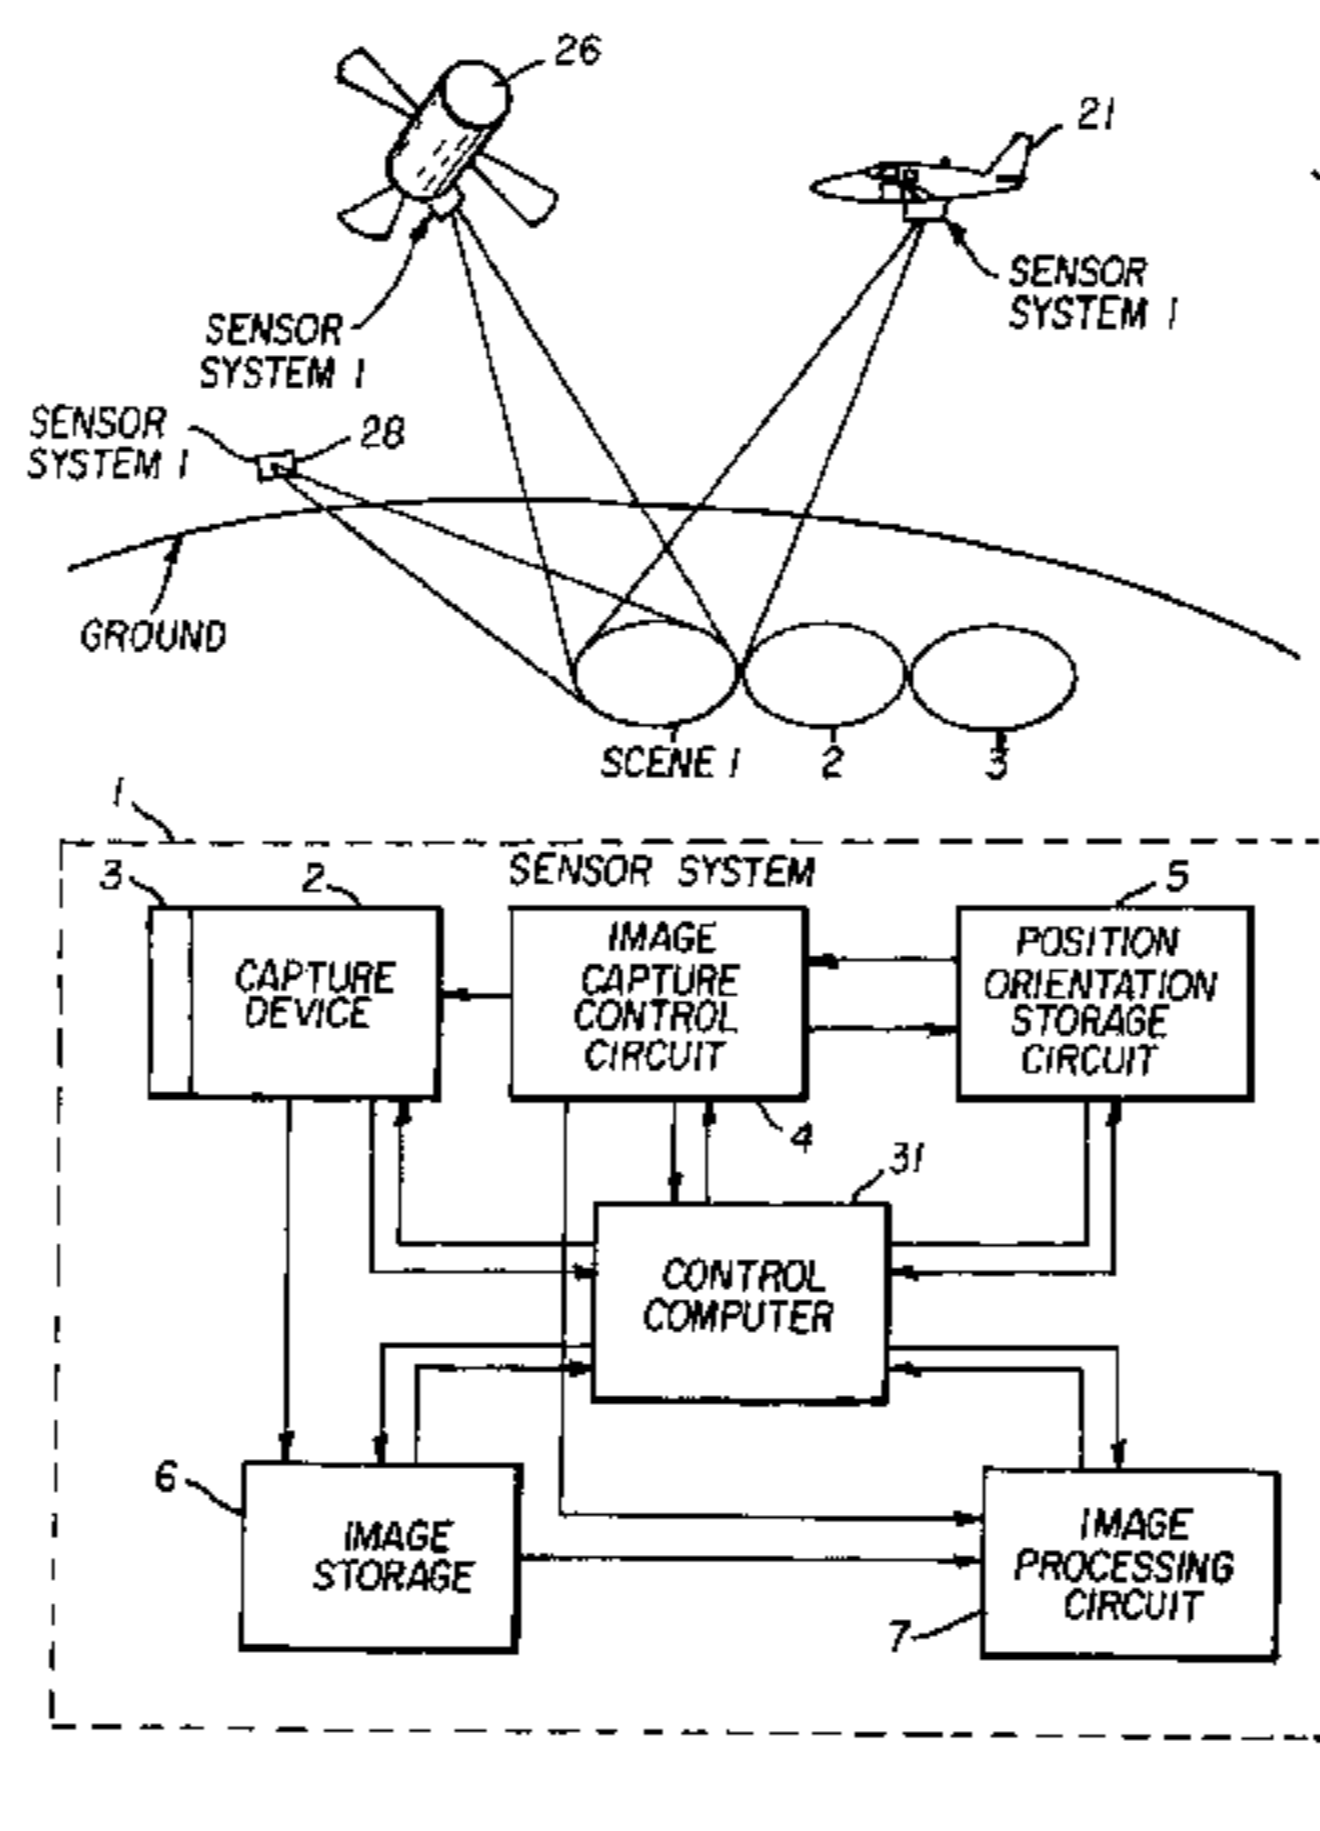 26
21
SENSOR
SYSTEM 1
SENSOR
SYSTEM 1
SENSOR
SYSTEM 1
28
GROUND
SCENE 1
2
3
1
SENSOR SYSTEM
3
2
5
CAPTURE
DEVICE
IMAGE
CAPTURE
CONTROL
CIRCUIT
POSITION
ORIENTATION
STORAGE
CIRCUIT
4
31
CONTROL
COMPUTER
6
IMAGE
STORAGE
IMAGE
PROCESSING
CIRCUIT
7